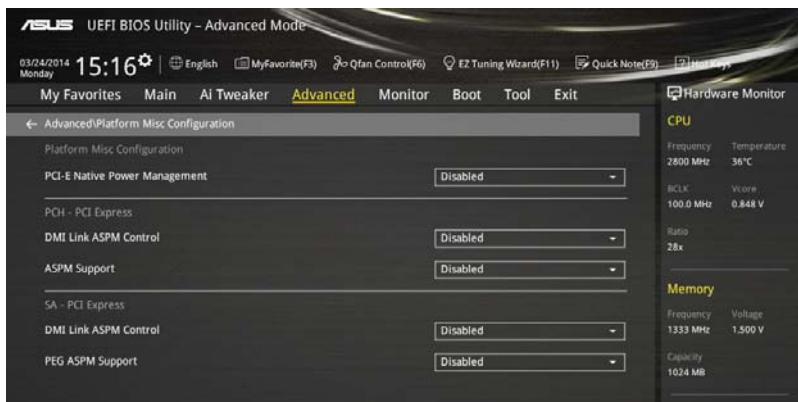 ASUS UEFI BIOS Utility – Advanced Mode
03/24/2014 Monday 15:16 English MyFavorite(F3) Qfan Control(F6) EZ Tuning Wizard(F11) Quick Note(F9) Hot Keys
My Favorites Main Ai Tweaker Advanced Monitor Boot Tool Exit
← Advanced\Platform Misc Configuration
Platform Misc Configuration
PCI-E Native Power Management Disabled
PCH - PCI Express
DMI Link ASPM Control Disabled
ASPM Support Disabled
SA - PCI Express
DMI Link ASPM Control Disabled
PEG ASPM Support Disabled
Hardware Monitor
CPU
Frequency Temperature
2800 MHz 36°C
BCLK Vcore
100.0 MHz 0.848 V
Ratio
28x
Memory
Frequency Voltage
1333 MHz 1.500 V
Capacity
1024 MB